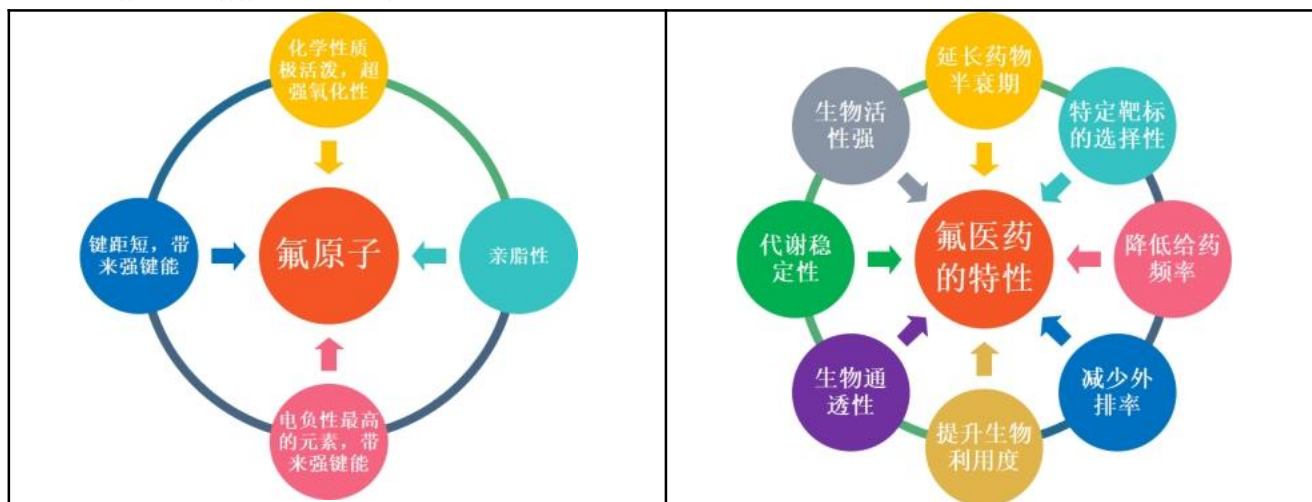 化学性质
极活泼，超
强氧化性
键距短，带
来强键能
氟原子
亲脂性
电负性最高
的元素，带
来强键能
延长药物
半衰期
生物活
性强
特定靶标
的选择性
代谢稳
定性
氟医药
的特性
降低给药
频率
生物通
透性
减少外
排率
提升生物
利用度